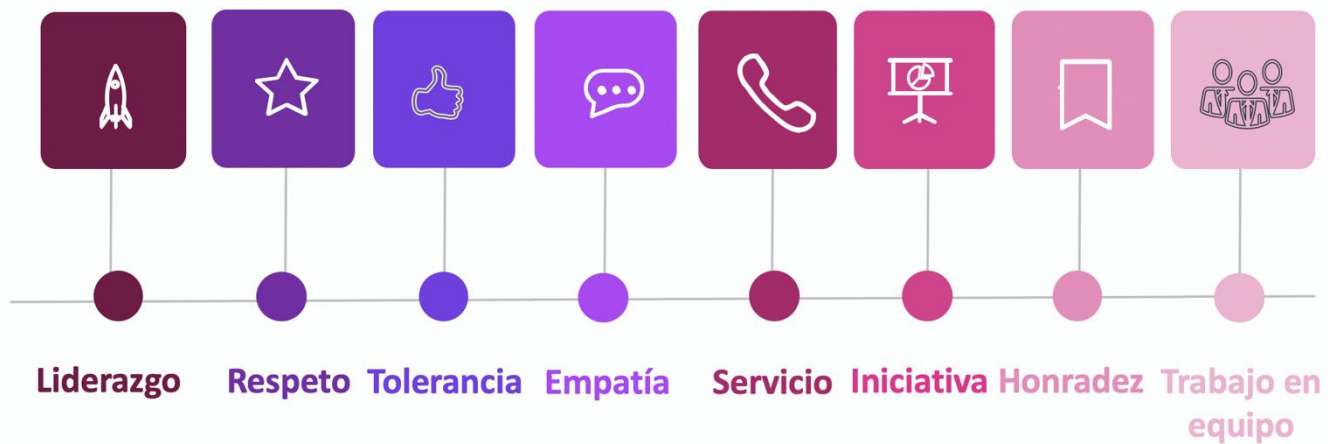 Liderazgo
Respeto
Tolerancia
Empatía
Servicio
Iniciativa
Honradez
Trabajo en
equipo